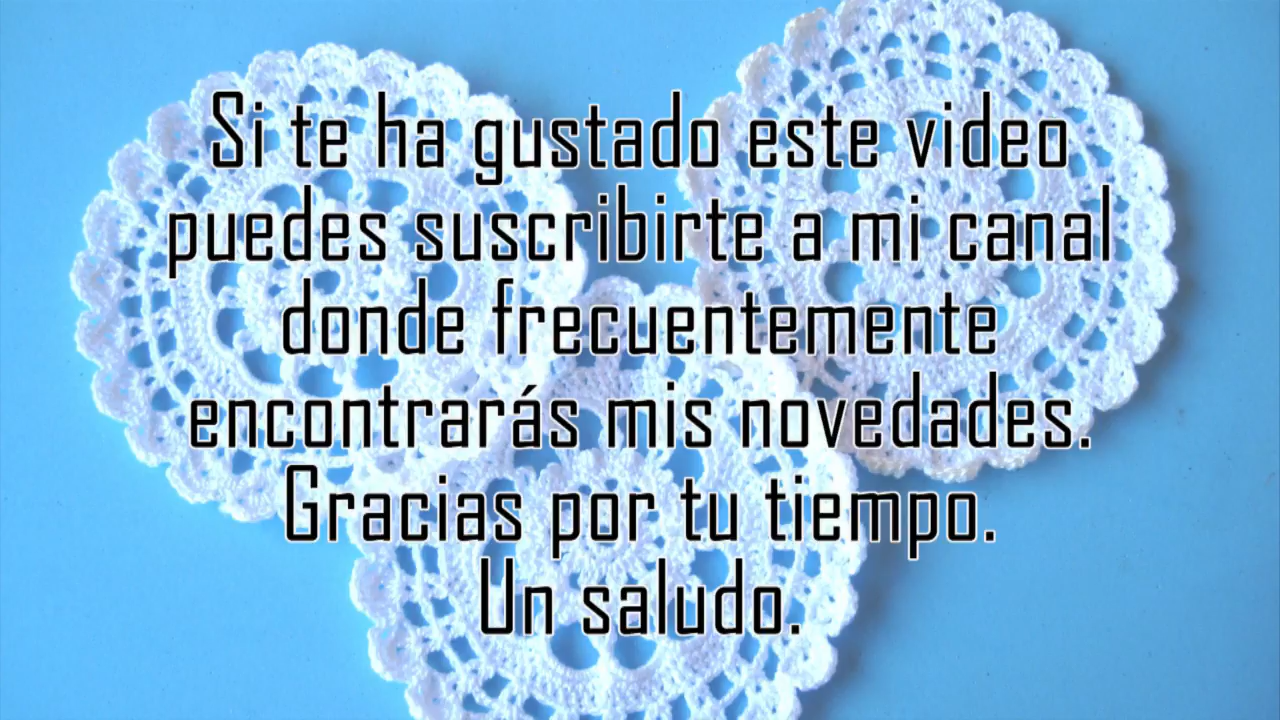 Si te ha gustado este video
puedes suscribirte a mi canal
donde frecuentemente
encontrarás mis novedades.
Gracias por tu tiempo.
Un saludo.